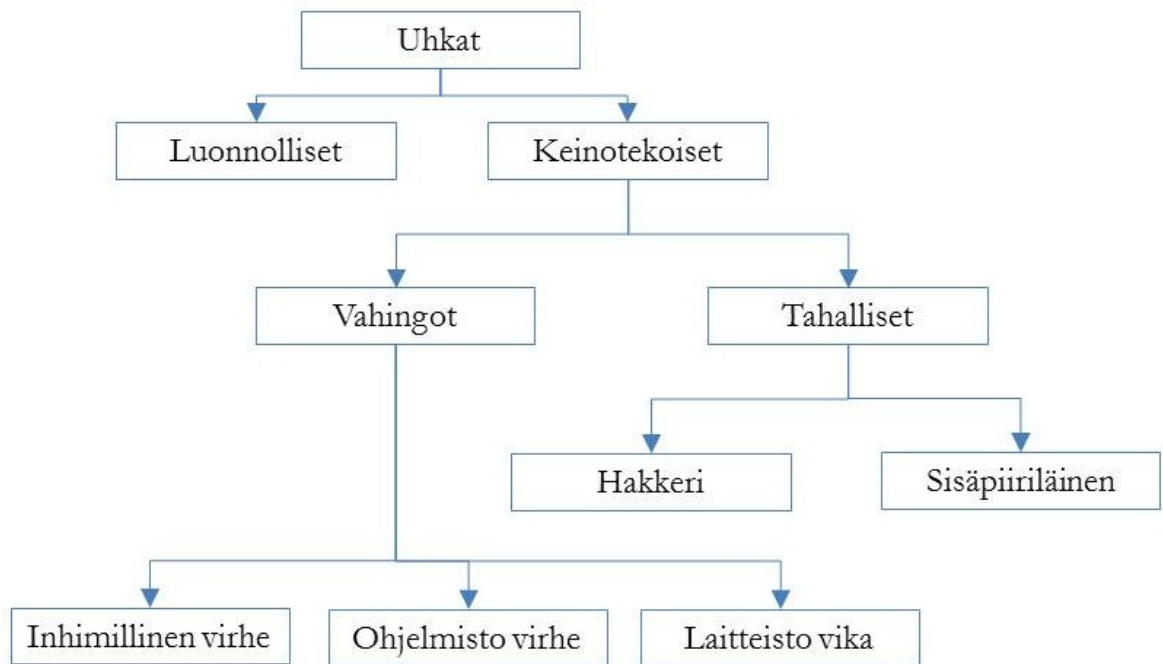 Uhkat
Luonnolliset
Keinotekoiset
Vahingot
Tahalliset
Hakkeri
Sisäpiiriläinen
Inhimillinen virhe
Ohjelmisto virhe
Laitteisto vika